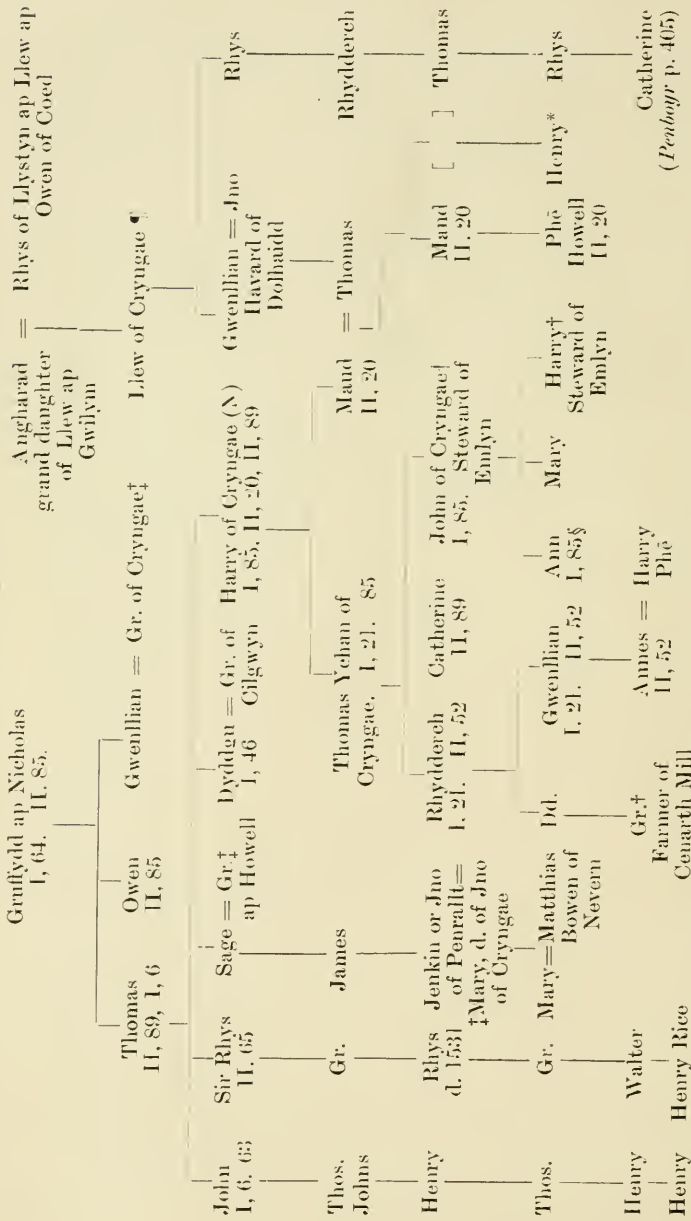 Angharad = Rhys of Llystyn ap Llew ap
grand daughter Owen of Coed
of Llew ap
Gwilym
Gruffydd ap Nicholas
I, 64. II. 85.
Thomas
II, 89, I, 6
Owen
II, 85
Gwenllian = Gr. of Cryngae‡
Llew of Cryngae ¶
John
I, 6. 63
Sir Rhys
II. 65
Sage = Gr.‡
ap Howell
Dyddgu = Gr. of
I, 46 Cilgwyn
Harry of Cryngae (N)
I, 85. II, 20, II, 89
Gwenllian = Jno
Havard of
Dolhaidd
Rhys
Thos.
Johns
Gr.
James
Thomas Ychan of
Cryngae. I, 21. 85
Maud = Thomas
II, 20
Rhydderch
Henry
Rhys
d. 1531
Jenkin or Jno
of Penrallt=
‡Mary, d. of Jno
of Cryngae
Rhydderch
I. 21. II, 52
Catherine
II, 89
John of Cryngae†
I, 85. Steward of
Emlyn
Maud
II. 20
[ ]
Thomas
Thos.
Gr.
Mary=Matthias
Bowen of
Nevern
Dd.
Gwenllian
I. 21. II, 52
Ann
I, 85§
Mary
Harry†
Steward of
Emlyn
Phē
Howell
II, 20
Henry*
Rhys
Henry
Walter
Gr.†
Farmer of
Cenarth Mill
Annes = Harry
II, 52 Phē
Catherine
(Penboyr p. 405)
Henry
Henry Rice